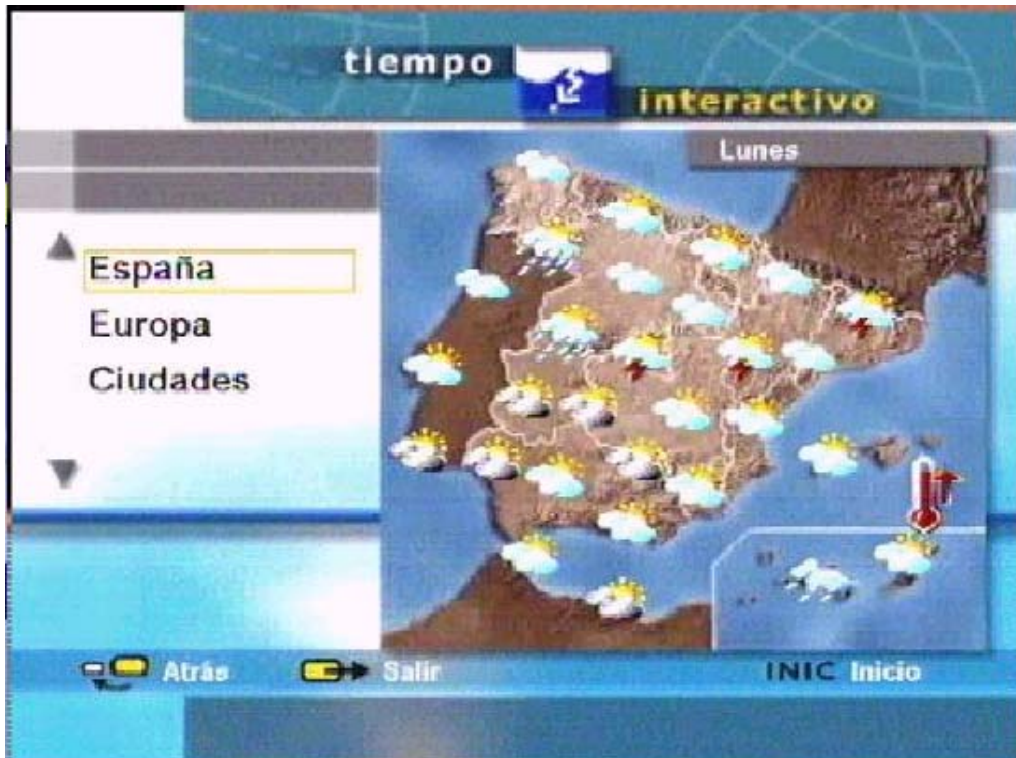 tiempo
interactivo
Lunes
España
Europa
Ciudades
Atrás
Salir
INIC Inicio